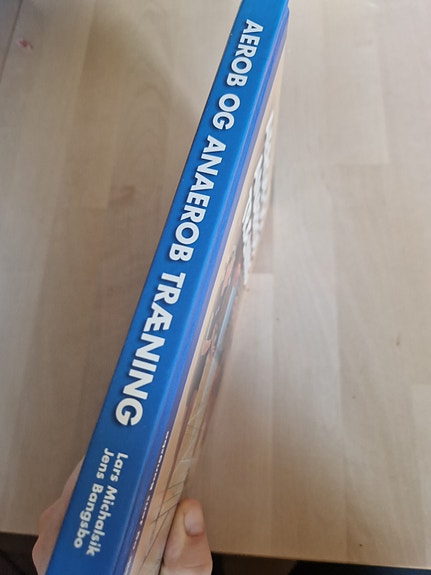 AEROB OG ANAEROB TRÆNING
Lars Michalsik
Jens Bangsbo